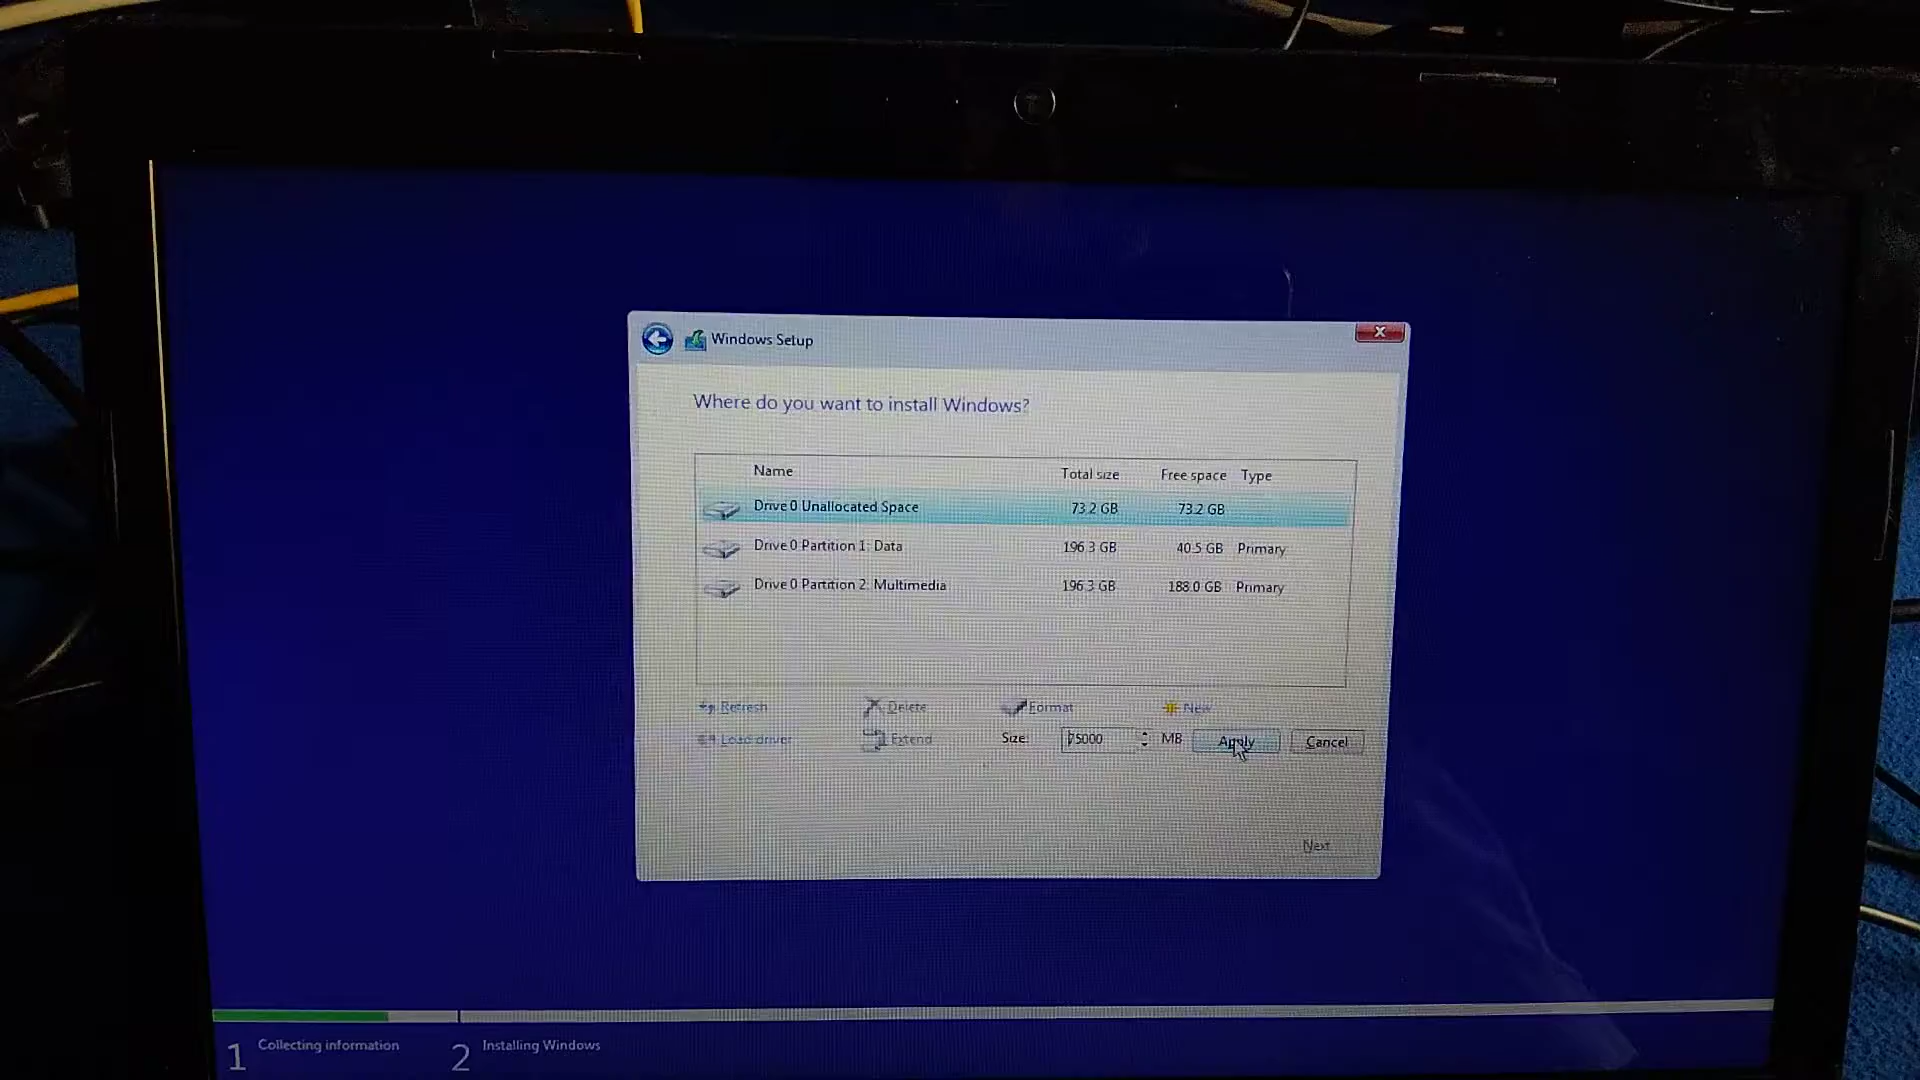 Windows Setup
Where do you want to install Windows?
Name Total size Free space Type
Drive 0 Unallocated Space 73.2 GB 73.2 GB
Drive 0 Partition 1: Data 196.3 GB 40.5 GB Primary
Drive 0 Partition 2: Multimedia 196.3 GB 188.0 GB Primary
Refresh Delete Format New
Load driver Extend Size: 75000 MB Apply Cancel
Next
1 Collecting information 2 Installing Windows